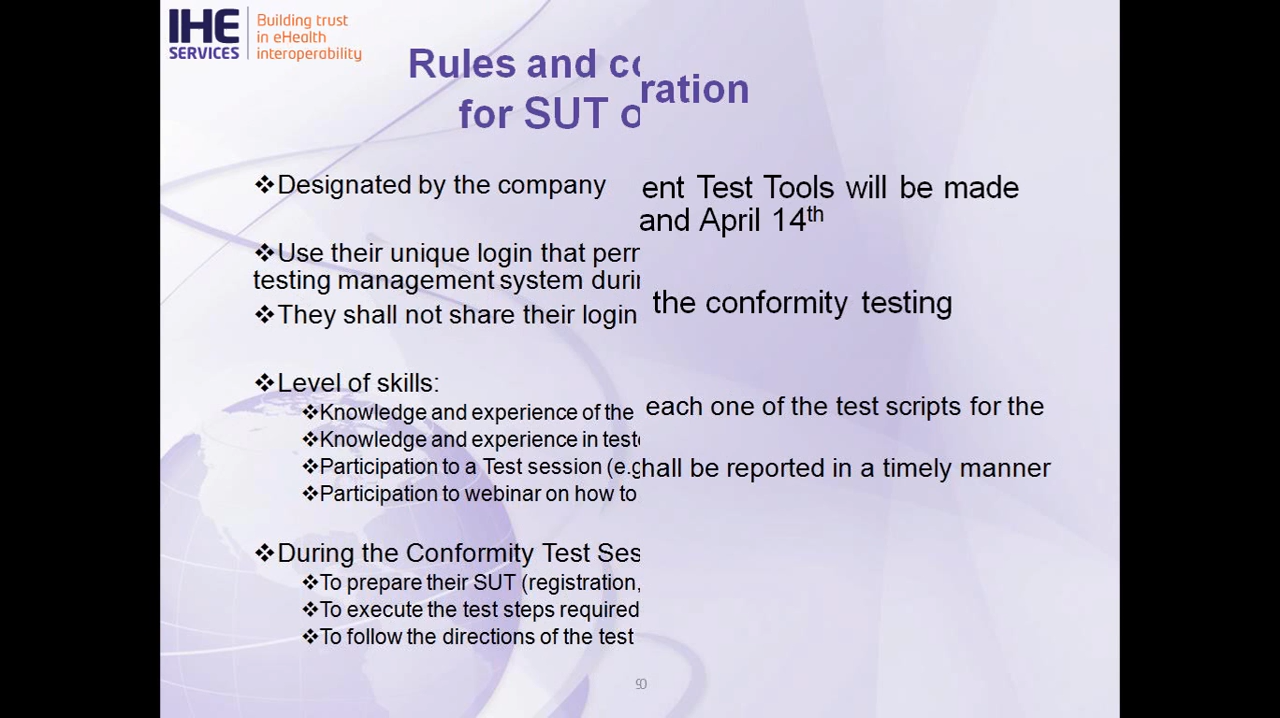 IHE
SERVICES
Building trust
in eHealth
interoperability
Rules and co
for SUT o
❖Designated by the company
❖Use their unique login that perm
testing management system durin
❖They shall not share their login
❖Level of skills:
❖Knowledge and experience of the
❖Knowledge and experience in teste
❖Participation to a Test session (e.g
❖Participation to webinar on how to
❖During the Conformity Test Ses
❖To prepare their SUT (registration,
❖To execute the test steps required
❖To follow the directions of the test
ration
ent Test Tools will be made
and April 14th
the conformity testing
each one of the test scripts for the
hall be reported in a timely manner
90